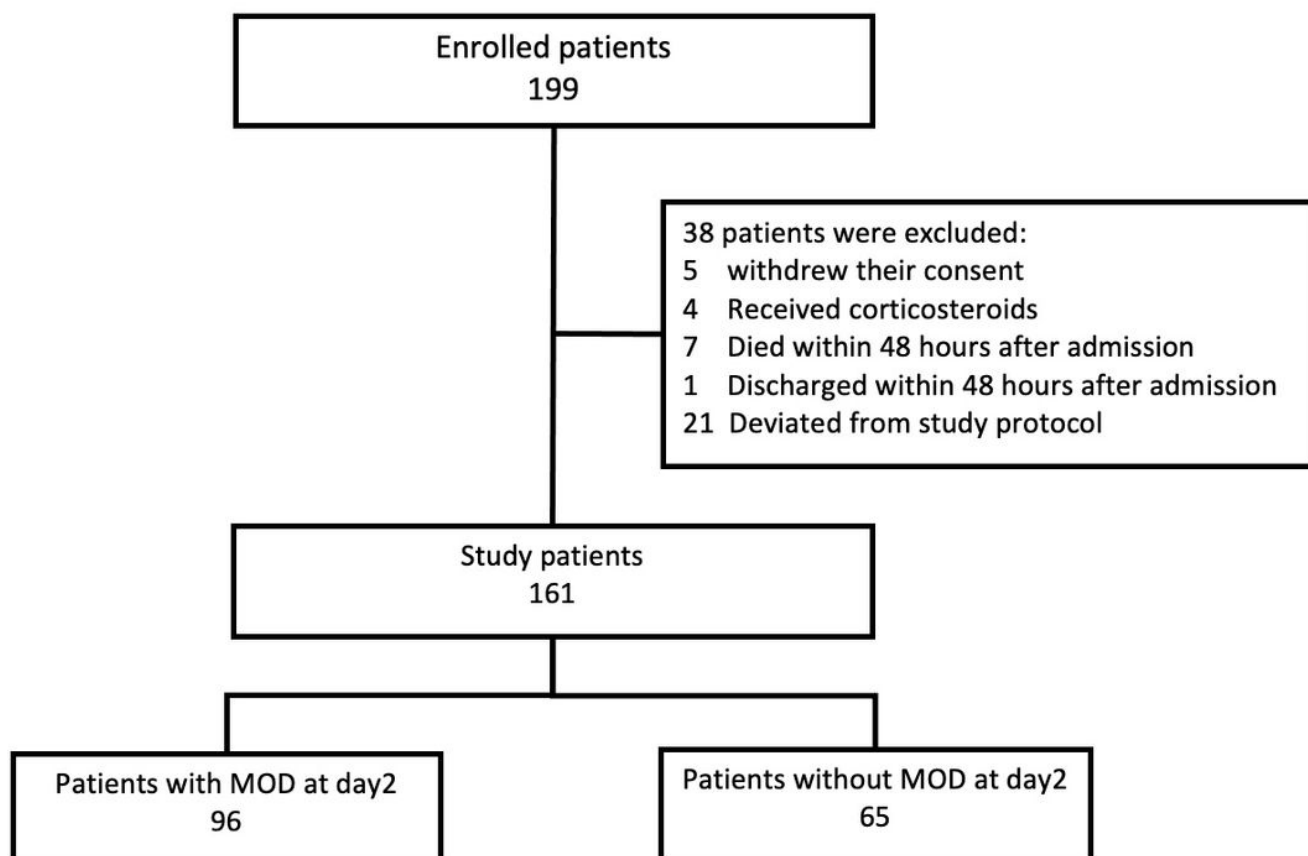 Enrolled patients
199
38 patients were excluded:
5 withdrew their consent
4 Received corticosteroids
7 Died within 48 hours after admission
1 Discharged within 48 hours after admission
21 Deviated from study protocol
Study patients
161
Patients with MOD at day2
96
Patients without MOD at day2
65